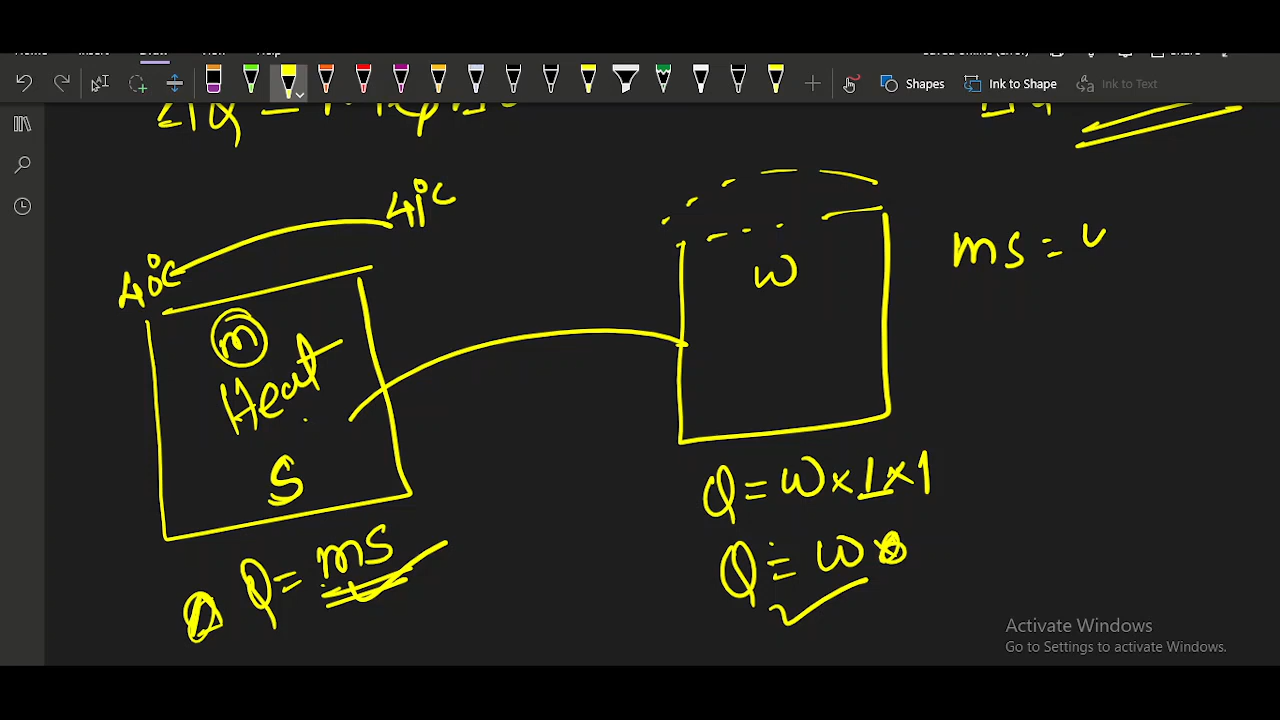 Shapes
Ink to Shape
Ink to Text
41°C
40°C
m
Heat
S
Q = ms
W
Q = W × 1 × 1
Q = W
ms =
Activate Windows
Go to Settings to activate Windows.